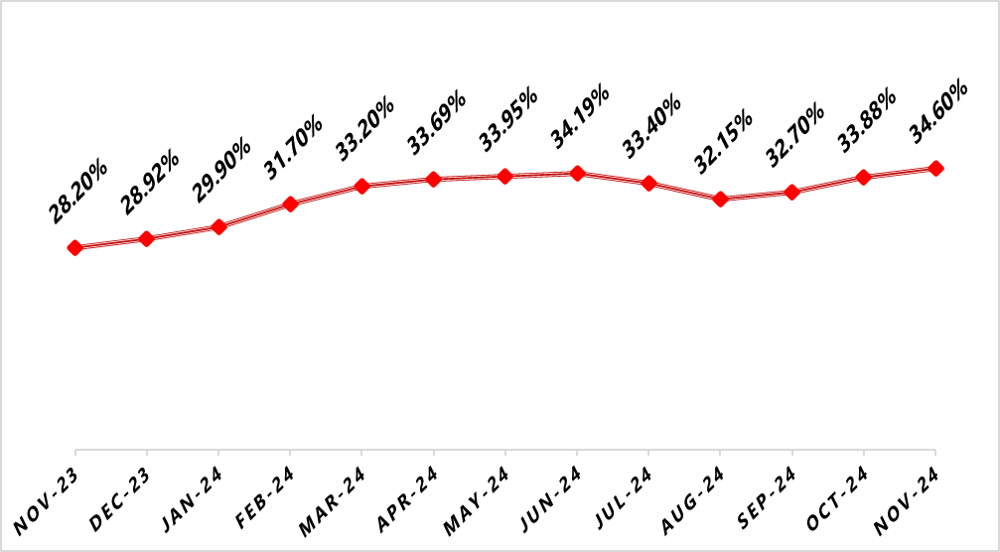 28.20%
28.92%
29.90%
31.70%
33.20%
33.69%
33.95%
34.19%
33.40%
32.15%
32.70%
33.88%
34.60%
NOV-23
DEC-23
JAN-24
FEB-24
MAR-24
APR-24
MAY-24
JUN-24
JUL-24
AUG-24
SEP-24
OCT-24
NOV-24